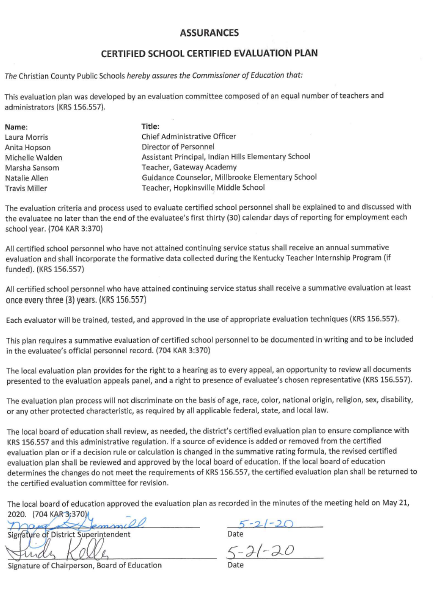 ASSURANCES
CERTIFIED SCHOOL CERTIFIED EVALUATION PLAN
The Christian County Public Schools hereby assures the Commissioner of Education that:
This evaluation plan was developed by an evaluation committee composed of an equal number of teachers and
administrators (KRS 156.557).
Name: Title:
Laura Morris Chief Administrative Officer
Anita Hopson Director of Personnel
Michelle Walden Assistant Principal, Indian Hills Elementary School
Marsha Sansom Teacher, Gateway Academy
Natalie Allen Guidance Counselor, Millbrooke Elementary School
Travis Miller Teacher, Hopkinsville Middle School
The evaluation criteria and process used to evaluate certified school personnel shall be explained to and discussed with
the evaluatee no later than the end of the evaluatee's first thirty (30) calendar days of reporting for employment each
school year. (704 KAR 3:370)
All certified school personnel who have not attained continuing service status shall receive an annual summative
evaluation and shall incorporate the formative data collected during the Kentucky Teacher Internship Program (if
funded). (KRS 156.557)
All certified school personnel who have attained continuing service status shall receive a summative evaluation at least
once every three (3) years. (KRS 156.557)
Each evaluator will be trained, tested, and approved in the use of appropriate evaluation techniques (KRS 156.557).
This plan requires a summative evaluation of certified school personnel to be documented in writing and to be included
in the evaluatee's official personnel record. (704 KAR 3:370)
The local evaluation plan provides for the right to a hearing as to every appeal, an opportunity to review all documents
presented to the evaluation appeals panel, and a right to presence of evaluatee's chosen representative (KRS 156.557).
The evaluation plan process will not discriminate on the basis of age, race, color, national origin, religion, sex, disability,
or any other protected characteristic, as required by all applicable federal, state, and local law.
The local board of education shall review, as needed, the district's certified evaluation plan to ensure compliance with
KRS 156.557 and this administrative regulation. If a source of evidence is added or removed from the certified
evaluation plan or if a decision rule or calculation is changed in the summative rating formula, the revised certified
evaluation plan shall be reviewed and approved by the local board of education. If the local board of education
determines the changes do not meet the requirements of KRS 156.557, the certified evaluation plan shall be returned to
the certified evaluation committee for revision.
The local board of education approved the evaluation plan as recorded in the minutes of the meeting held on May 21,
2020. (704 KAR 3:370)
5-21-20
Signature of District Superintendent Date
5-21-20
Signature of Chairperson, Board of Education Date